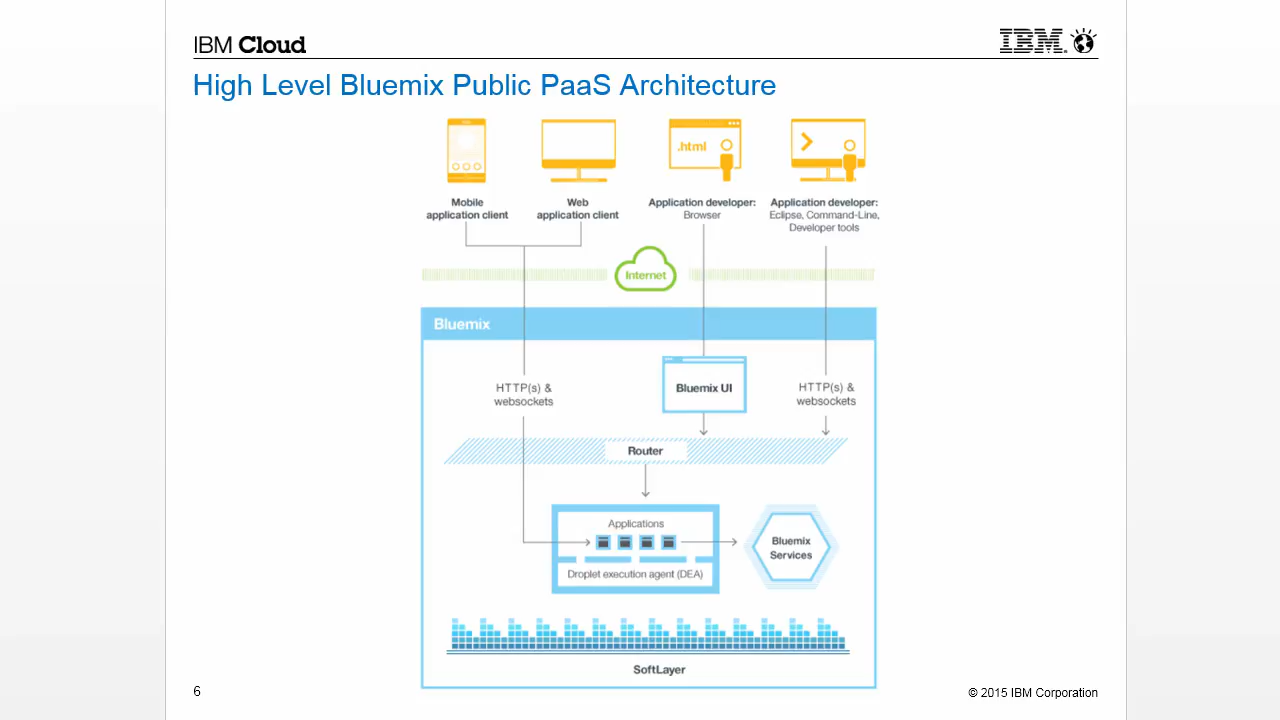 IBM Cloud
IBM
High Level Bluemix Public PaaS Architecture
.html
Mobile
application client
Web
application client
Application developer:
Browser
Application developer:
Eclipse, Command-Line,
Developer tools
Internet
Bluemix
HTTP(s) &
websockets
Bluemix UI
HTTP(s) &
websockets
Router
Applications
Droplet execution agent (DEA)
Bluemix
Services
SoftLayer
6
© 2015 IBM Corporation